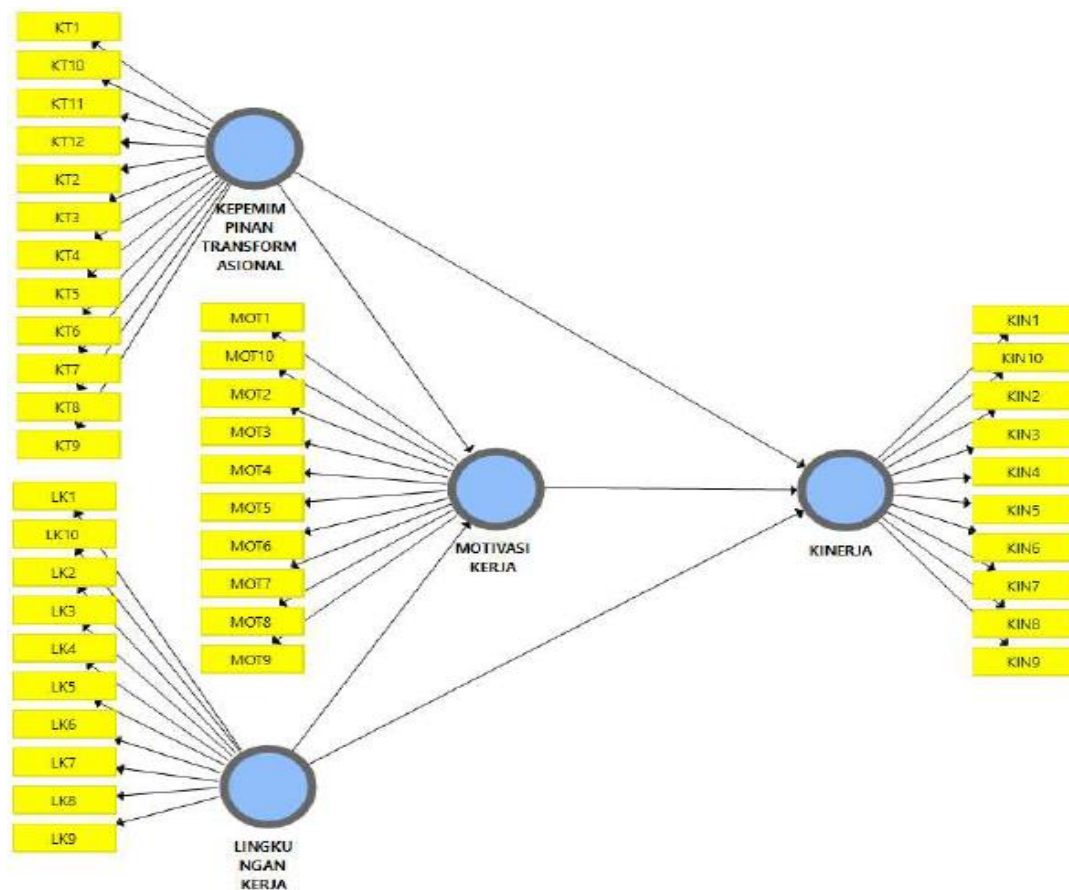 KT1
KT10
KT11
KT12
KT2
KT3
KT4
KT5
KT6
KT7
KT8
KT9
KEPEMIM
PINAN
TRANSFORM
ASIONAL
MOT1
MOT10
MOT2
MOT3
MOT4
MOT5
MOT6
MOT7
MOT8
MOT9
MOTIVASI
KERJA
KIN1
KIN10
KIN2
KIN3
KIN4
KIN5
KIN6
KIN7
KIN8
KIN9
KINERJA
LK1
LK10
LK2
LK3
LK4
LK5
LK6
LK7
LK8
LK9
LINGKU
NGAN
KERJA